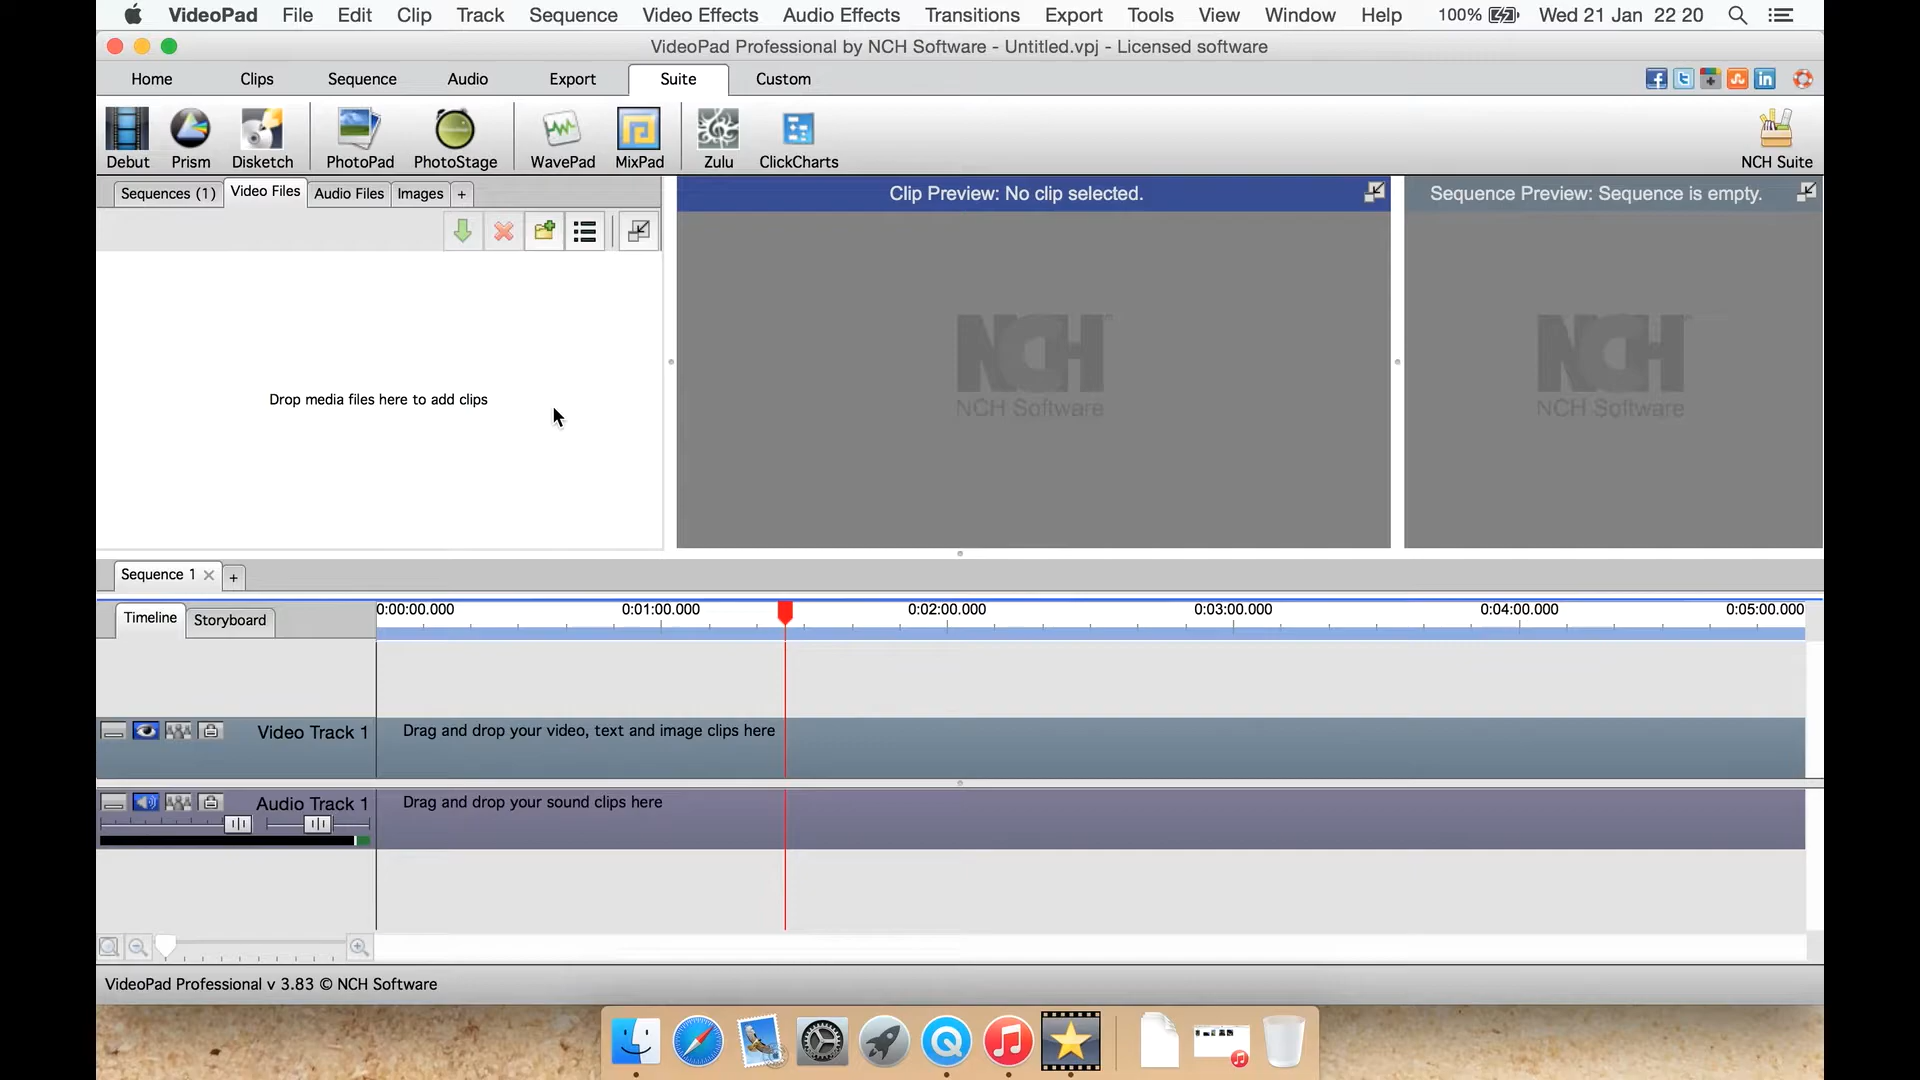 VideoPad File Edit Clip Track Sequence Video Effects Audio Effects Transitions Export Tools View Window Help 100% Wed 21 Jan 22 20
VideoPad Professional by NCH Software - Untitled.vpj - Licensed software
Home Clips Sequence Audio Export Suite Custom
Debut Prism Disketch PhotoPad PhotoStage WavePad MixPad Zulu ClickCharts NCH Suite
Sequences (1) Video Files Audio Files Images +
Clip Preview: No clip selected.
Sequence Preview: Sequence is empty.
Drop media files here to add clips
NCH
NCH Software
NCH
NCH Software
Sequence 1 +
Timeline Storyboard
0:00:00.000 0:01:00.000 0:02:00.000 0:03:00.000 0:04:00.000 0:05:00.000
Video Track 1 Drag and drop your video, text and image clips here
Audio Track 1 Drag and drop your sound clips here
VideoPad Professional v 3.83 © NCH Software